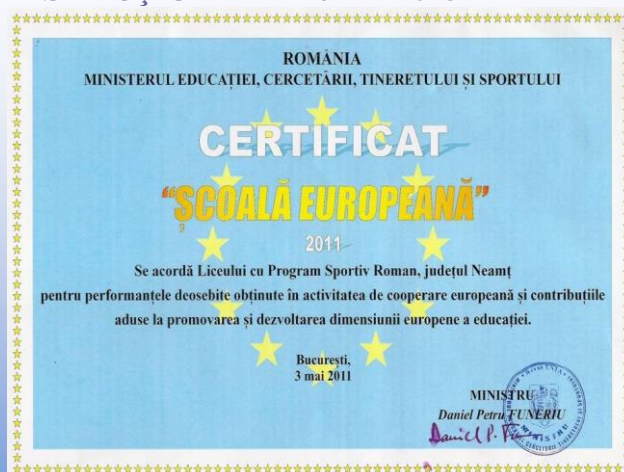 ROMÂNIA
MINISTERUL EDUCAȚIEI, CERCETĂRII, TINERETULUI ȘI SPORTULUI
CERTIFICAT
“ȘCOALĂ EUROPEANĂ”
2011
Se acordă Liceului cu Program Sportiv Roman, județul Neamț
pentru performanțele deosebite obținute în activitatea de cooperare europeană și contribuțiile
aduse la promovarea și dezvoltarea dimensiunii europene a educației.
București,
3 mai 2011
MINISTRU
Daniel Petru FUNERIU
Daniel P.